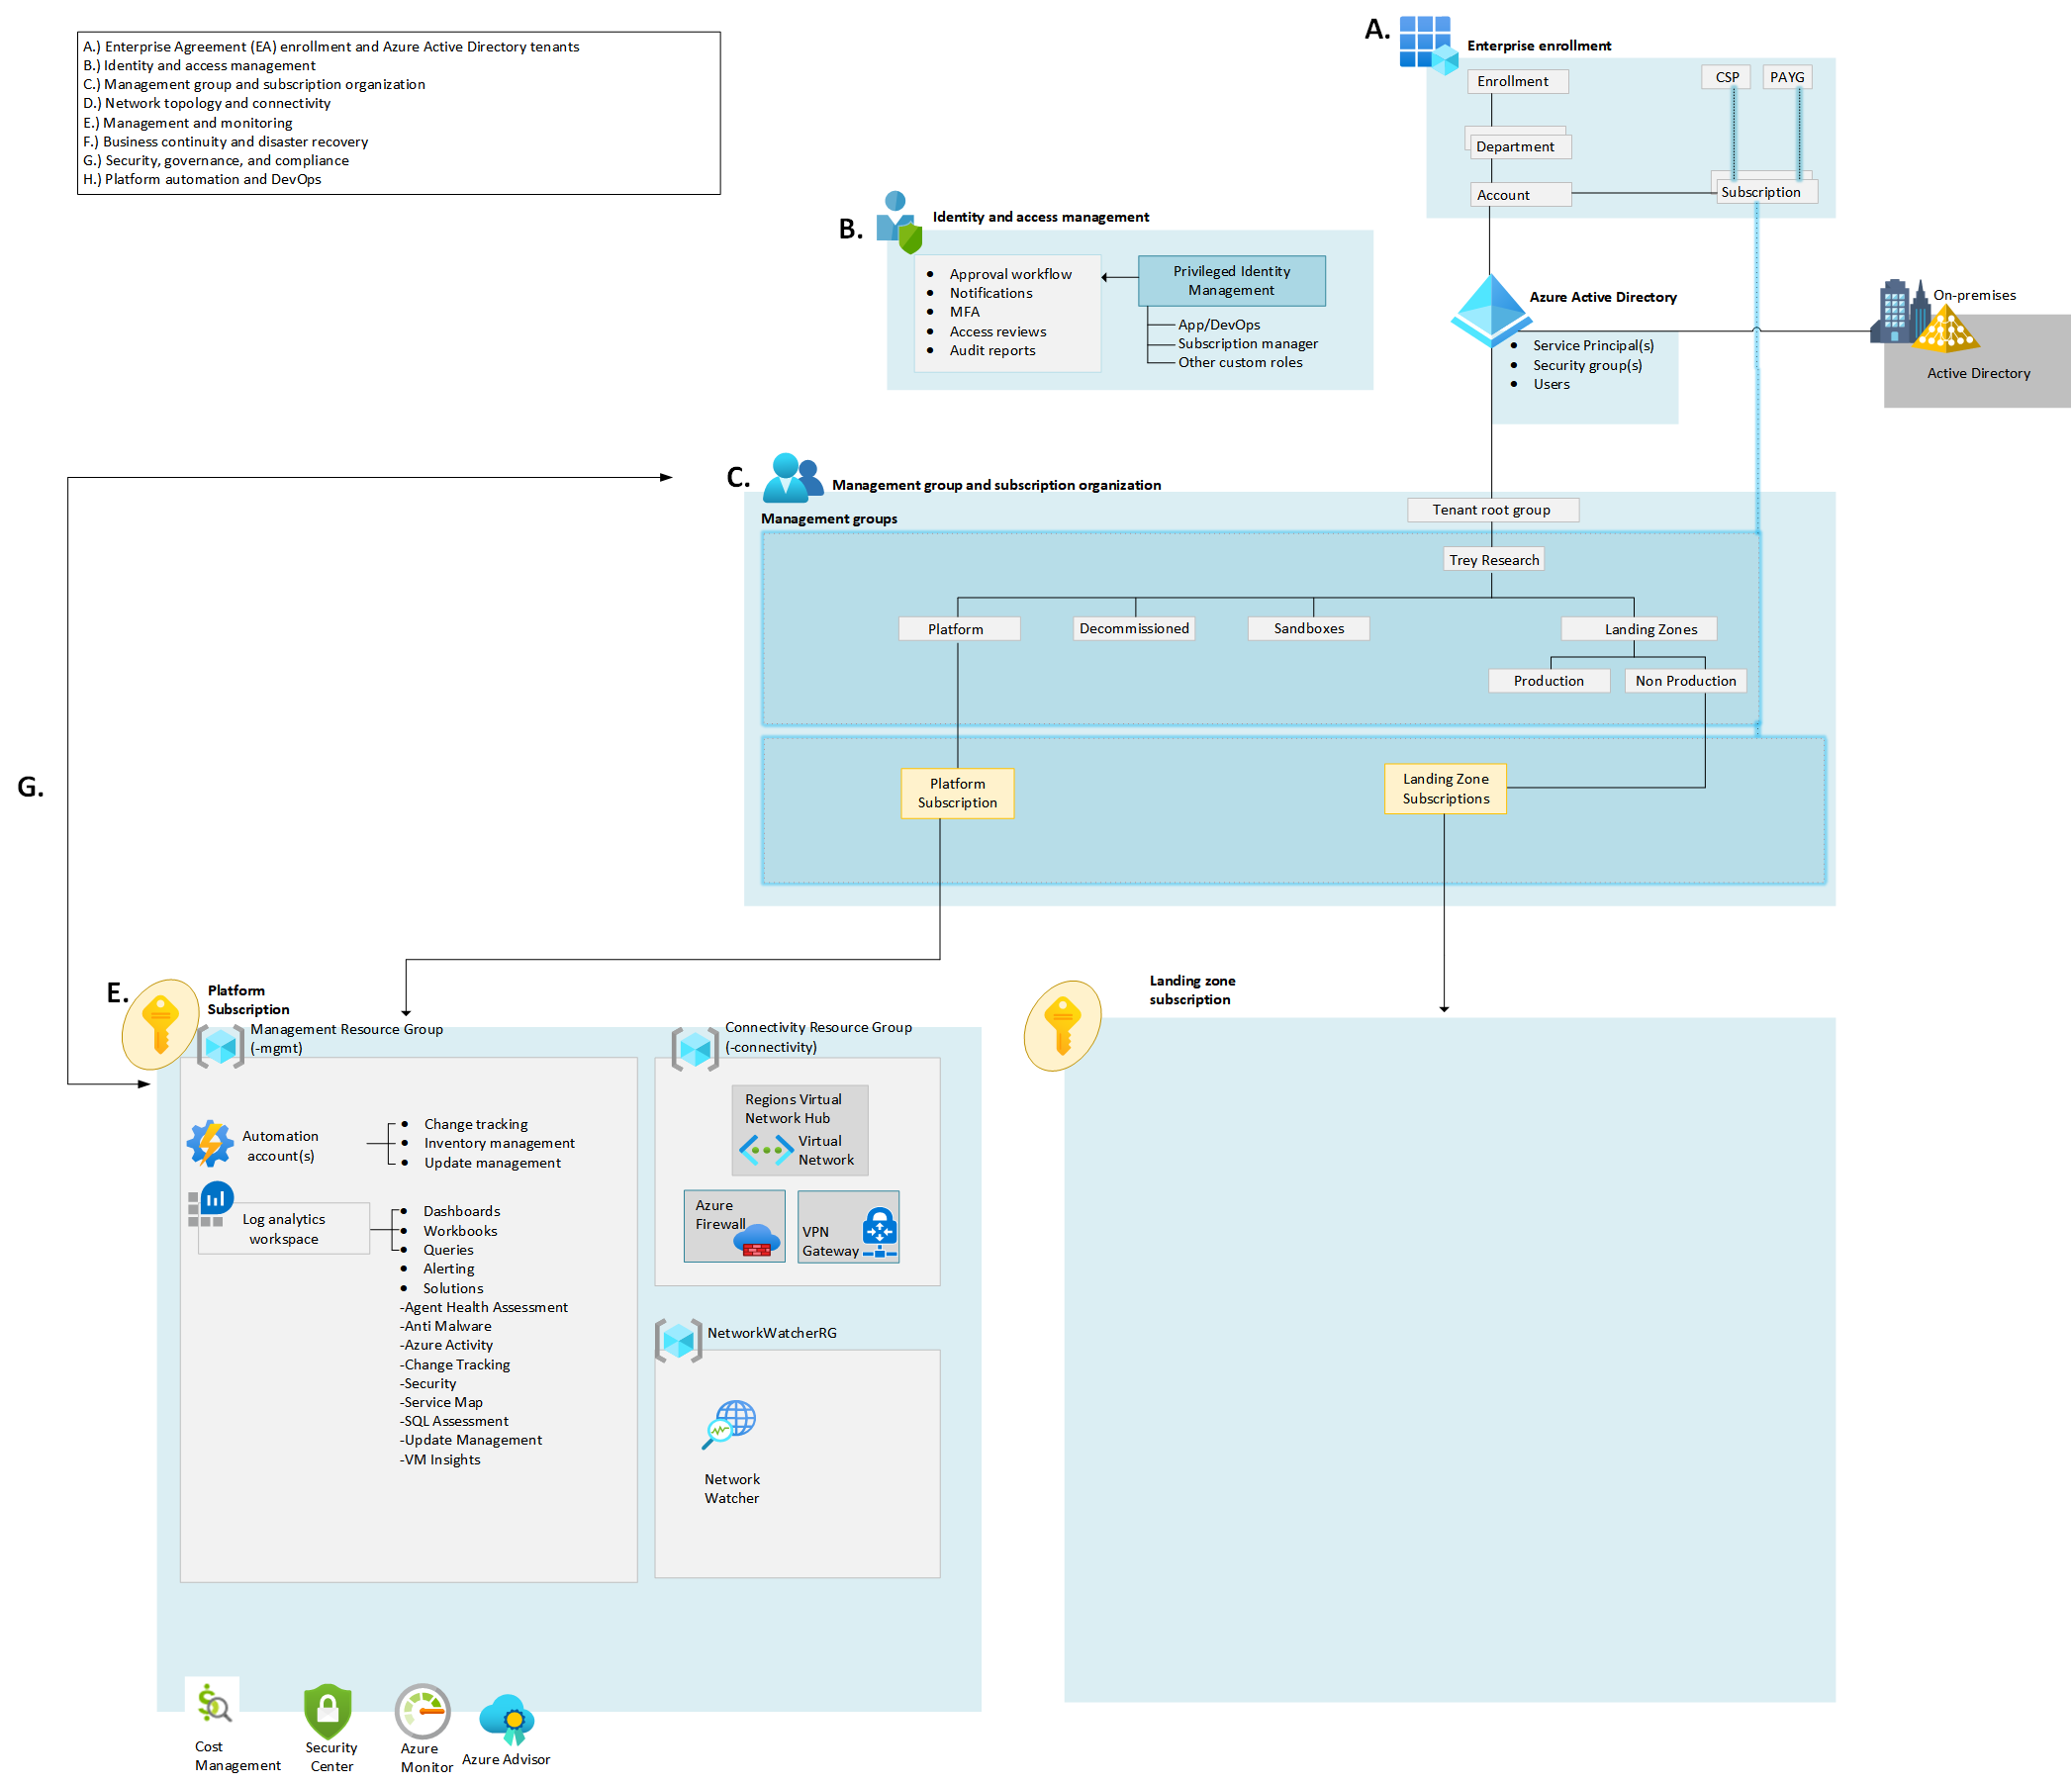 A.) Enterprise Agreement (EA) enrollment and Azure Active Directory tenants
B.) Identity and access management
C.) Management group and subscription organization
D.) Network topology and connectivity
E.) Management and monitoring
F.) Business continuity and disaster recovery
G.) Security, governance, and compliance
H.) Platform automation and DevOps
A.
Enterprise enrollment
Enrollment
CSP
PAYG
Department
Account
Subscription
B.
Identity and access management
• Approval workflow
• Notifications
• MFA
• Access reviews
• Audit reports
Privileged Identity
Management
App/DevOps
Subscription manager
Other custom roles
Azure Active Directory
• Service Principal(s)
• Security group(s)
• Users
On-premises
Active Directory
C.
Management group and subscription organization
Management groups
Tenant root group
Trey Research
Platform
Decommissioned
Sandboxes
Landing Zones
Production
Non Production
Platform
Subscription
Landing Zone
Subscriptions
G.
E.
Platform
Subscription
Management Resource Group
(-mgmt)
Automation
account(s)
• Change tracking
• Inventory management
• Update management
Log analytics
workspace
• Dashboards
• Workbooks
• Queries
• Alerting
• Solutions
-Agent Health Assessment
-Anti Malware
-Azure Activity
-Change Tracking
-Security
-Service Map
-SQL Assessment
-Update Management
-VM Insights
Connectivity Resource Group
(-connectivity)
Regions Virtual
Network Hub
Virtual
Network
Azure
Firewall
VPN
Gateway
NetworkWatcherRG
Network
Watcher
Landing zone
subscription
Cost
Management
Security
Center
Azure
Monitor
Azure Advisor